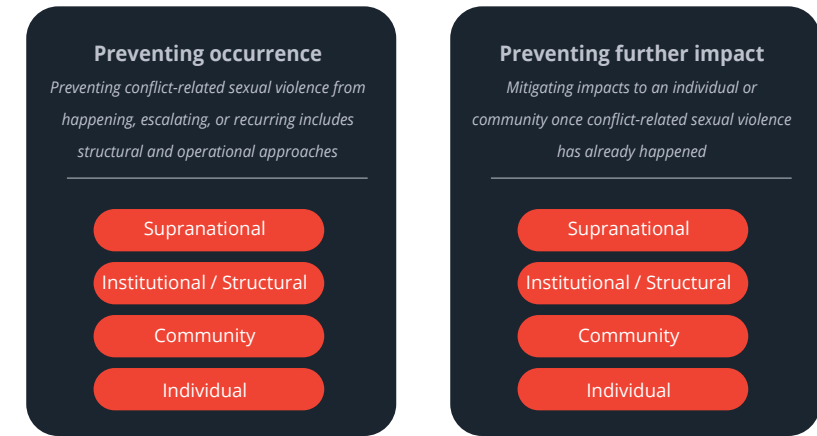 Preventing occurrence
Preventing conflict-related sexual violence from
happening, escalating, or recurring includes
structural and operational approaches
Supranational
Institutional / Structural
Community
Individual
Preventing further impact
Mitigating impacts to an individual or
community once conflict-related sexual violence
has already happened
Supranational
Institutional / Structural
Community
Individual